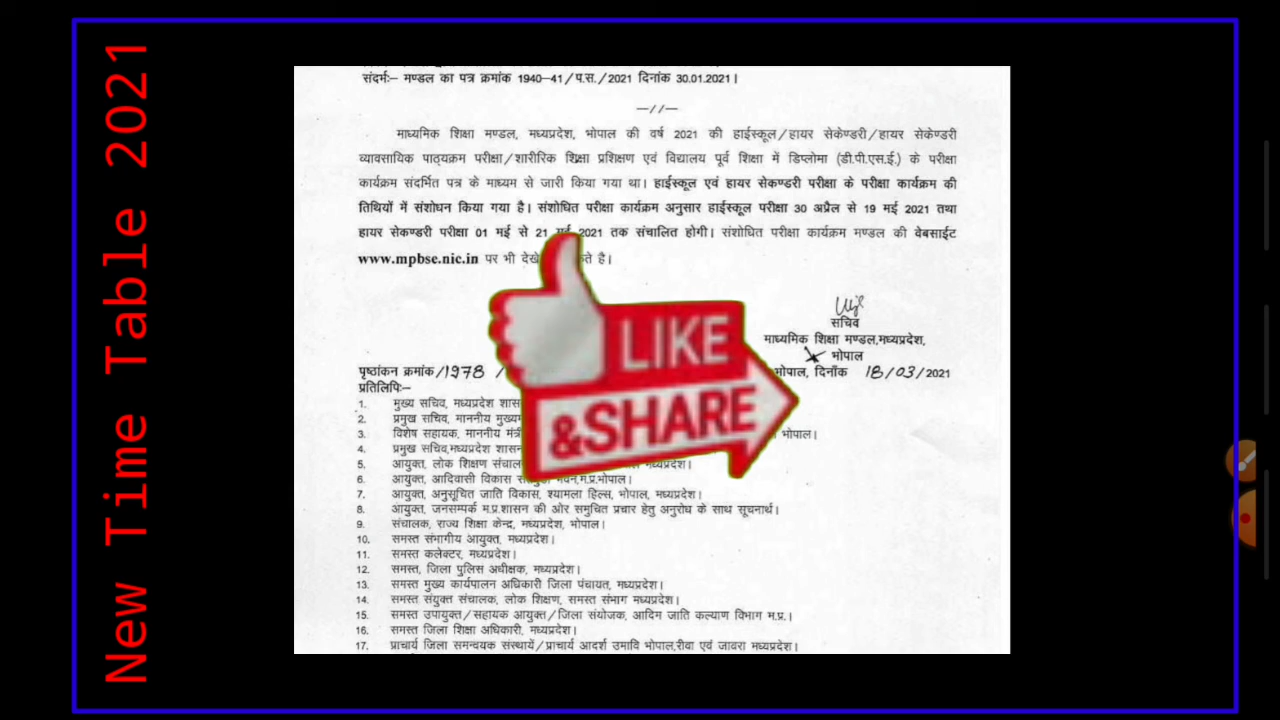 New Time Table 2021
संदर्भः– मण्डल का पत्र क्रमांक 1940–41/प.स./2021 दिनांक 30.01.2021।
—//—
माध्यमिक शिक्षा मण्डल, मध्यप्रदेश, भोपाल की वर्ष 2021 की हाईस्कूल/हायर सेकेण्डरी/हायर सेकेण्डरी
व्यावसायिक पाठ्यक्रम परीक्षा/शारीरिक शिक्षा प्रशिक्षण एवं विद्यालय पूर्व शिक्षा में डिप्लोमा (डी.पी.एस.ई.) के परीक्षा
कार्यक्रम संदर्भित पत्र के माध्यम से जारी किया गया था। हाईस्कूल एवं हायर सेकण्डरी परीक्षा के परीक्षा कार्यक्रम की
तिथियों में संशोधन किया गया है। संशोधित परीक्षा कार्यक्रम अनुसार हाईस्कूल परीक्षा 30 अप्रैल से 19 मई 2021 तथा
हायर सेकण्डरी परीक्षा 01 मई से 21 मई 2021 तक संचालित होगी। संशोधित परीक्षा कार्यक्रम मण्डल की वेबसाईट
www.mpbse.nic.in पर भी देखे ते है।
सचिव
माध्यमिक शिक्षा मण्डल,मध्यप्रदेश,
भोपाल
पृष्ठांकन क्रमांक/1978 / भोपाल, दिनाँक 18/03/2021
प्रतिलिपिः–
1. मुख्य सचिव, मध्यप्रदेश
2. प्रमुख सचिव, माननीय
3. विशेष सहायक, माननीय भोपाल।
4. प्रमुख सचिव,मध्यप्रदेश शासन
5. आयुक्त, लोक शिक्षण मध्यप्रदेश।
6. आयुक्त, आदिवासी विकास भवन,म.प्र.भोपाल।
7. आयुक्त, अनुसूचित जाति विकास, श्यामला हिल्स, भोपाल, मध्यप्रदेश।
8. आयुक्त, जनसम्पर्क म.प्र.शासन की ओर समुचित प्रचार हेतु अनुरोध के साथ सूचनार्थ।
9. संचालक, राज्य शिक्षा केन्द्र, मध्यप्रदेश, भोपाल।
10. समस्त संभागीय आयुक्त, मध्यप्रदेश।
11. समस्त कलेक्टर, मध्यप्रदेश।
12. समस्त, जिला पुलिस अधीक्षक, मध्यप्रदेश।
13. समस्त मुख्य कार्यपालन अधिकारी जिला पंचायत, मध्यप्रदेश।
14. समस्त संयुक्त संचालक, लोक शिक्षण, समस्त संभाग मध्यप्रदेश।
15. समस्त उपायुक्त/सहायक आयुक्त/जिला संयोजक, आदिम जाति कल्याण विभाग म.प्र.।
16. समस्त जिला शिक्षा अधिकारी, मध्यप्रदेश।
17. प्राचार्य जिला समन्वयक संस्थायें/प्राचार्य आदर्श उमावि भोपाल,रीवा एवं जावरा मध्यप्रदेश।
LIKE
&SHARE